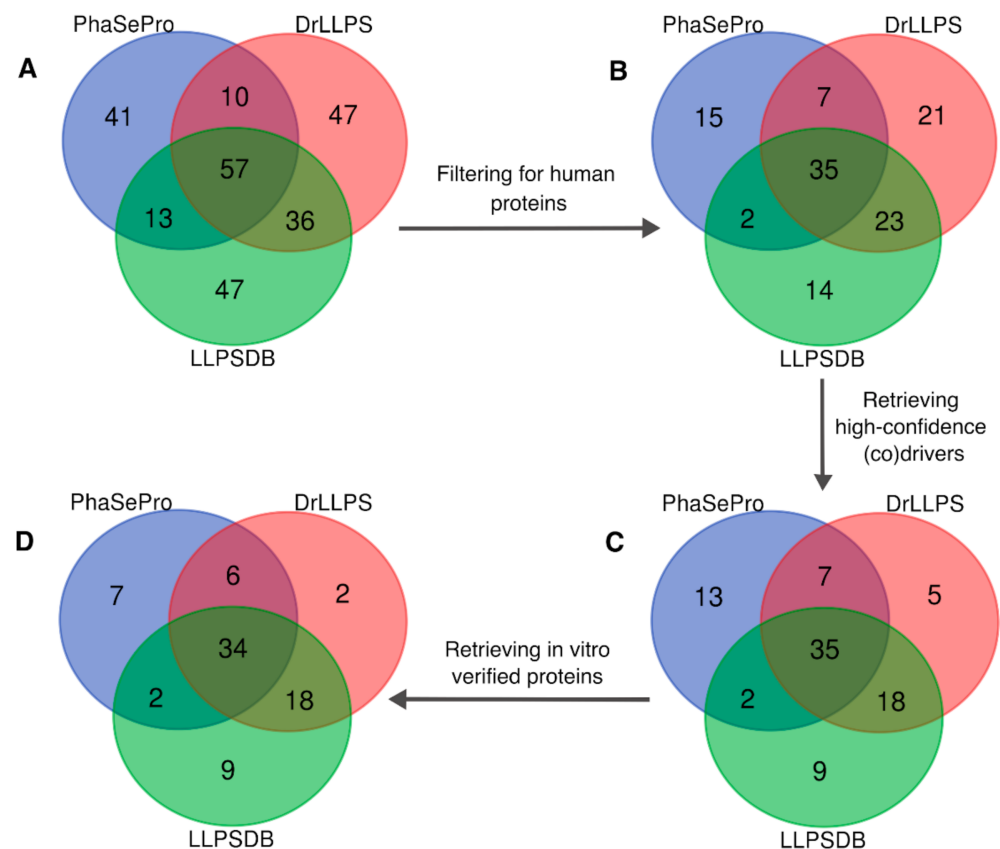 PhaSePro
DrLLPS
A
41
10
47
57
13
36
47
LLPSDB
Filtering for human
proteins
PhaSePro
DrLLPS
B
15
7
21
35
2
23
14
LLPSDB
Retrieving
high-confidence
(co)drivers
PhaSePro
DrLLPS
C
13
7
5
35
2
18
9
LLPSDB
Retrieving in vitro
verified proteins
PhaSePro
DrLLPS
D
7
6
2
34
2
18
9
LLPSDB